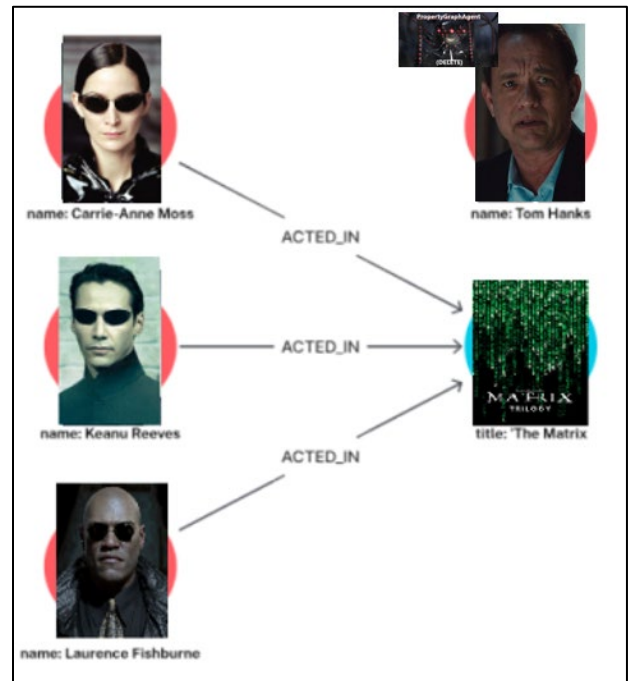 PropertyGraphAgent
(DELETE)
name: Carrie-Anne Moss
name: Tom Hanks
ACTED_IN
ACTED_IN
MATRIX
TRILOGY
name: Keanu Reeves
title: 'The Matrix
ACTED_IN
name: Laurence Fishburne